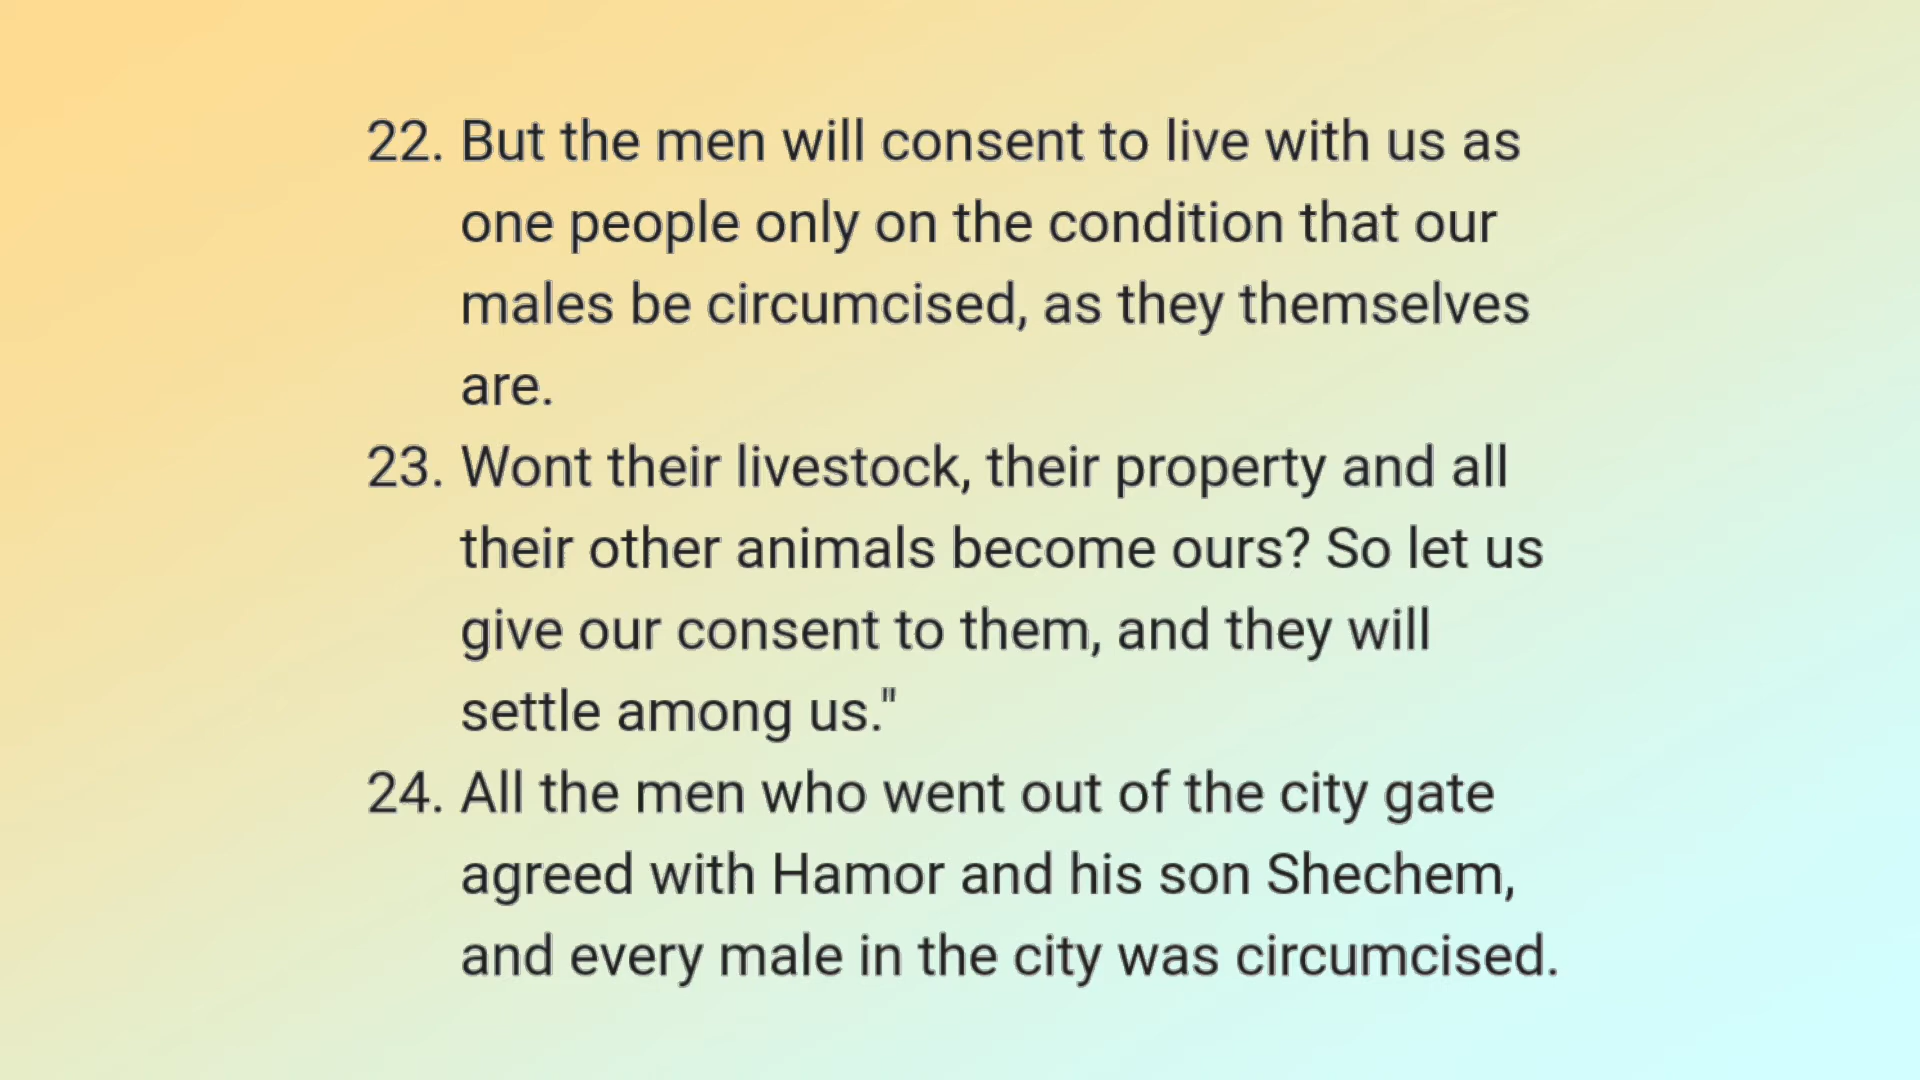 22. But the men will consent to live with us as
one people only on the condition that our
males be circumcised, as they themselves
are.
23. Wont their livestock, their property and all
their other animals become ours? So let us
give our consent to them, and they will
settle among us."
24. All the men who went out of the city gate
agreed with Hamor and his son Shechem,
and every male in the city was circumcised.